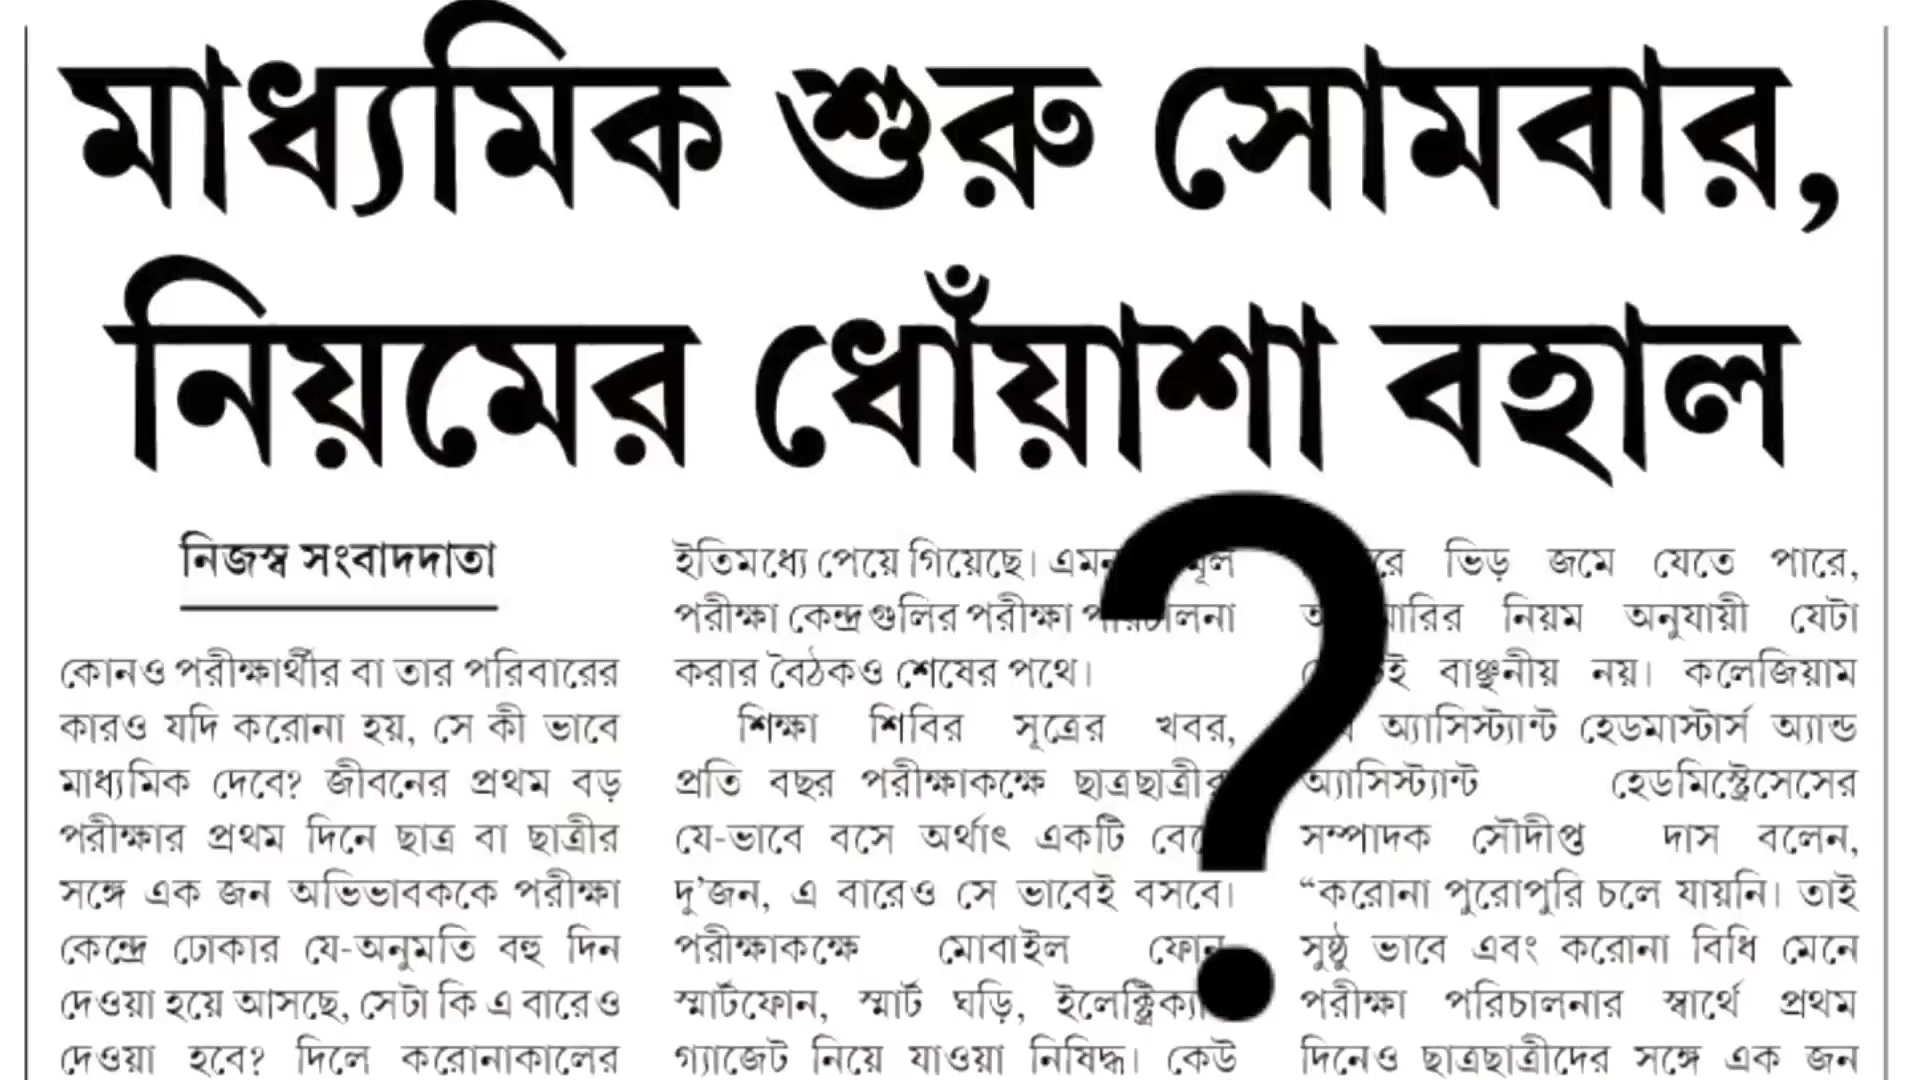 মাধ্যমিক শুরু সোমবার,
নিয়মের ধোঁয়াশা বহাল
নিজস্ব সংবাদদাতা
কোনও পরীক্ষার্থীর বা তার পরিবারের
কারও যদি করোনা হয়, সে কী ভাবে
মাধ্যমিক দেবে? জীবনের প্রথম বড়
পরীক্ষার প্রথম দিনে ছাত্র বা ছাত্রীর
সঙ্গে এক জন অভিভাবককে পরীক্ষা
কেন্দ্রে ঢোকার যে-অনুমতি বহু দিন
দেওয়া হয়ে আসছে, সেটা কি এ বারেও
দেওয়া হবে? দিলে করোনাকালের
ইতিমধ্যে পেয়ে গিয়েছে। এমন
পরীক্ষা কেন্দ্রগুলির পরীক্ষা পরিচালনা
করার বৈঠকও শেষের পথে।
শিক্ষা শিবির সূত্রের খবর,
প্রতি বছর পরীক্ষাকক্ষে ছাত্রছাত্রীরা
যে-ভাবে বসে অর্থাৎ একটি বেঞ্চে
দু'জন, এ বারেও সে ভাবেই বসবে।
পরীক্ষাকক্ষে মোবাইল ফোন,
স্মার্টফোন, স্মার্ট ঘড়ি, ইলেক্ট্রিক্যাল
গ্যাজেট নিয়ে যাওয়া নিষিদ্ধ। কেউ
ভিড় জমে যেতে পারে,
নিয়ম অনুযায়ী যেটা
বাঞ্ছনীয় নয়। কলেজিয়াম
অ্যাসিস্ট্যান্ট হেডমাস্টার্স অ্যান্ড
অ্যাসিস্ট্যান্ট হেডমিস্ট্রেসেসের
সম্পাদক সৌদীপ্ত দাস বলেন,
“করোনা পুরোপুরি চলে যায়নি। তাই
সুষ্ঠু ভাবে এবং করোনা বিধি মেনে
পরীক্ষা পরিচালনার স্বার্থে প্রথম
দিনেও ছাত্রছাত্রীদের সঙ্গে এক জন
?